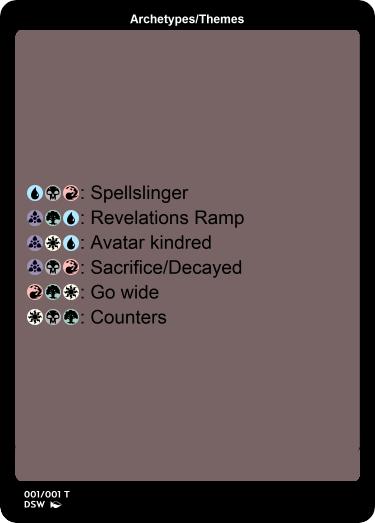 Archetypes/Themes
: Spellslinger
: Revelations Ramp
: Avatar kindred
: Sacrifice/Decayed
: Go wide
: Counters
001/001 T
DSW